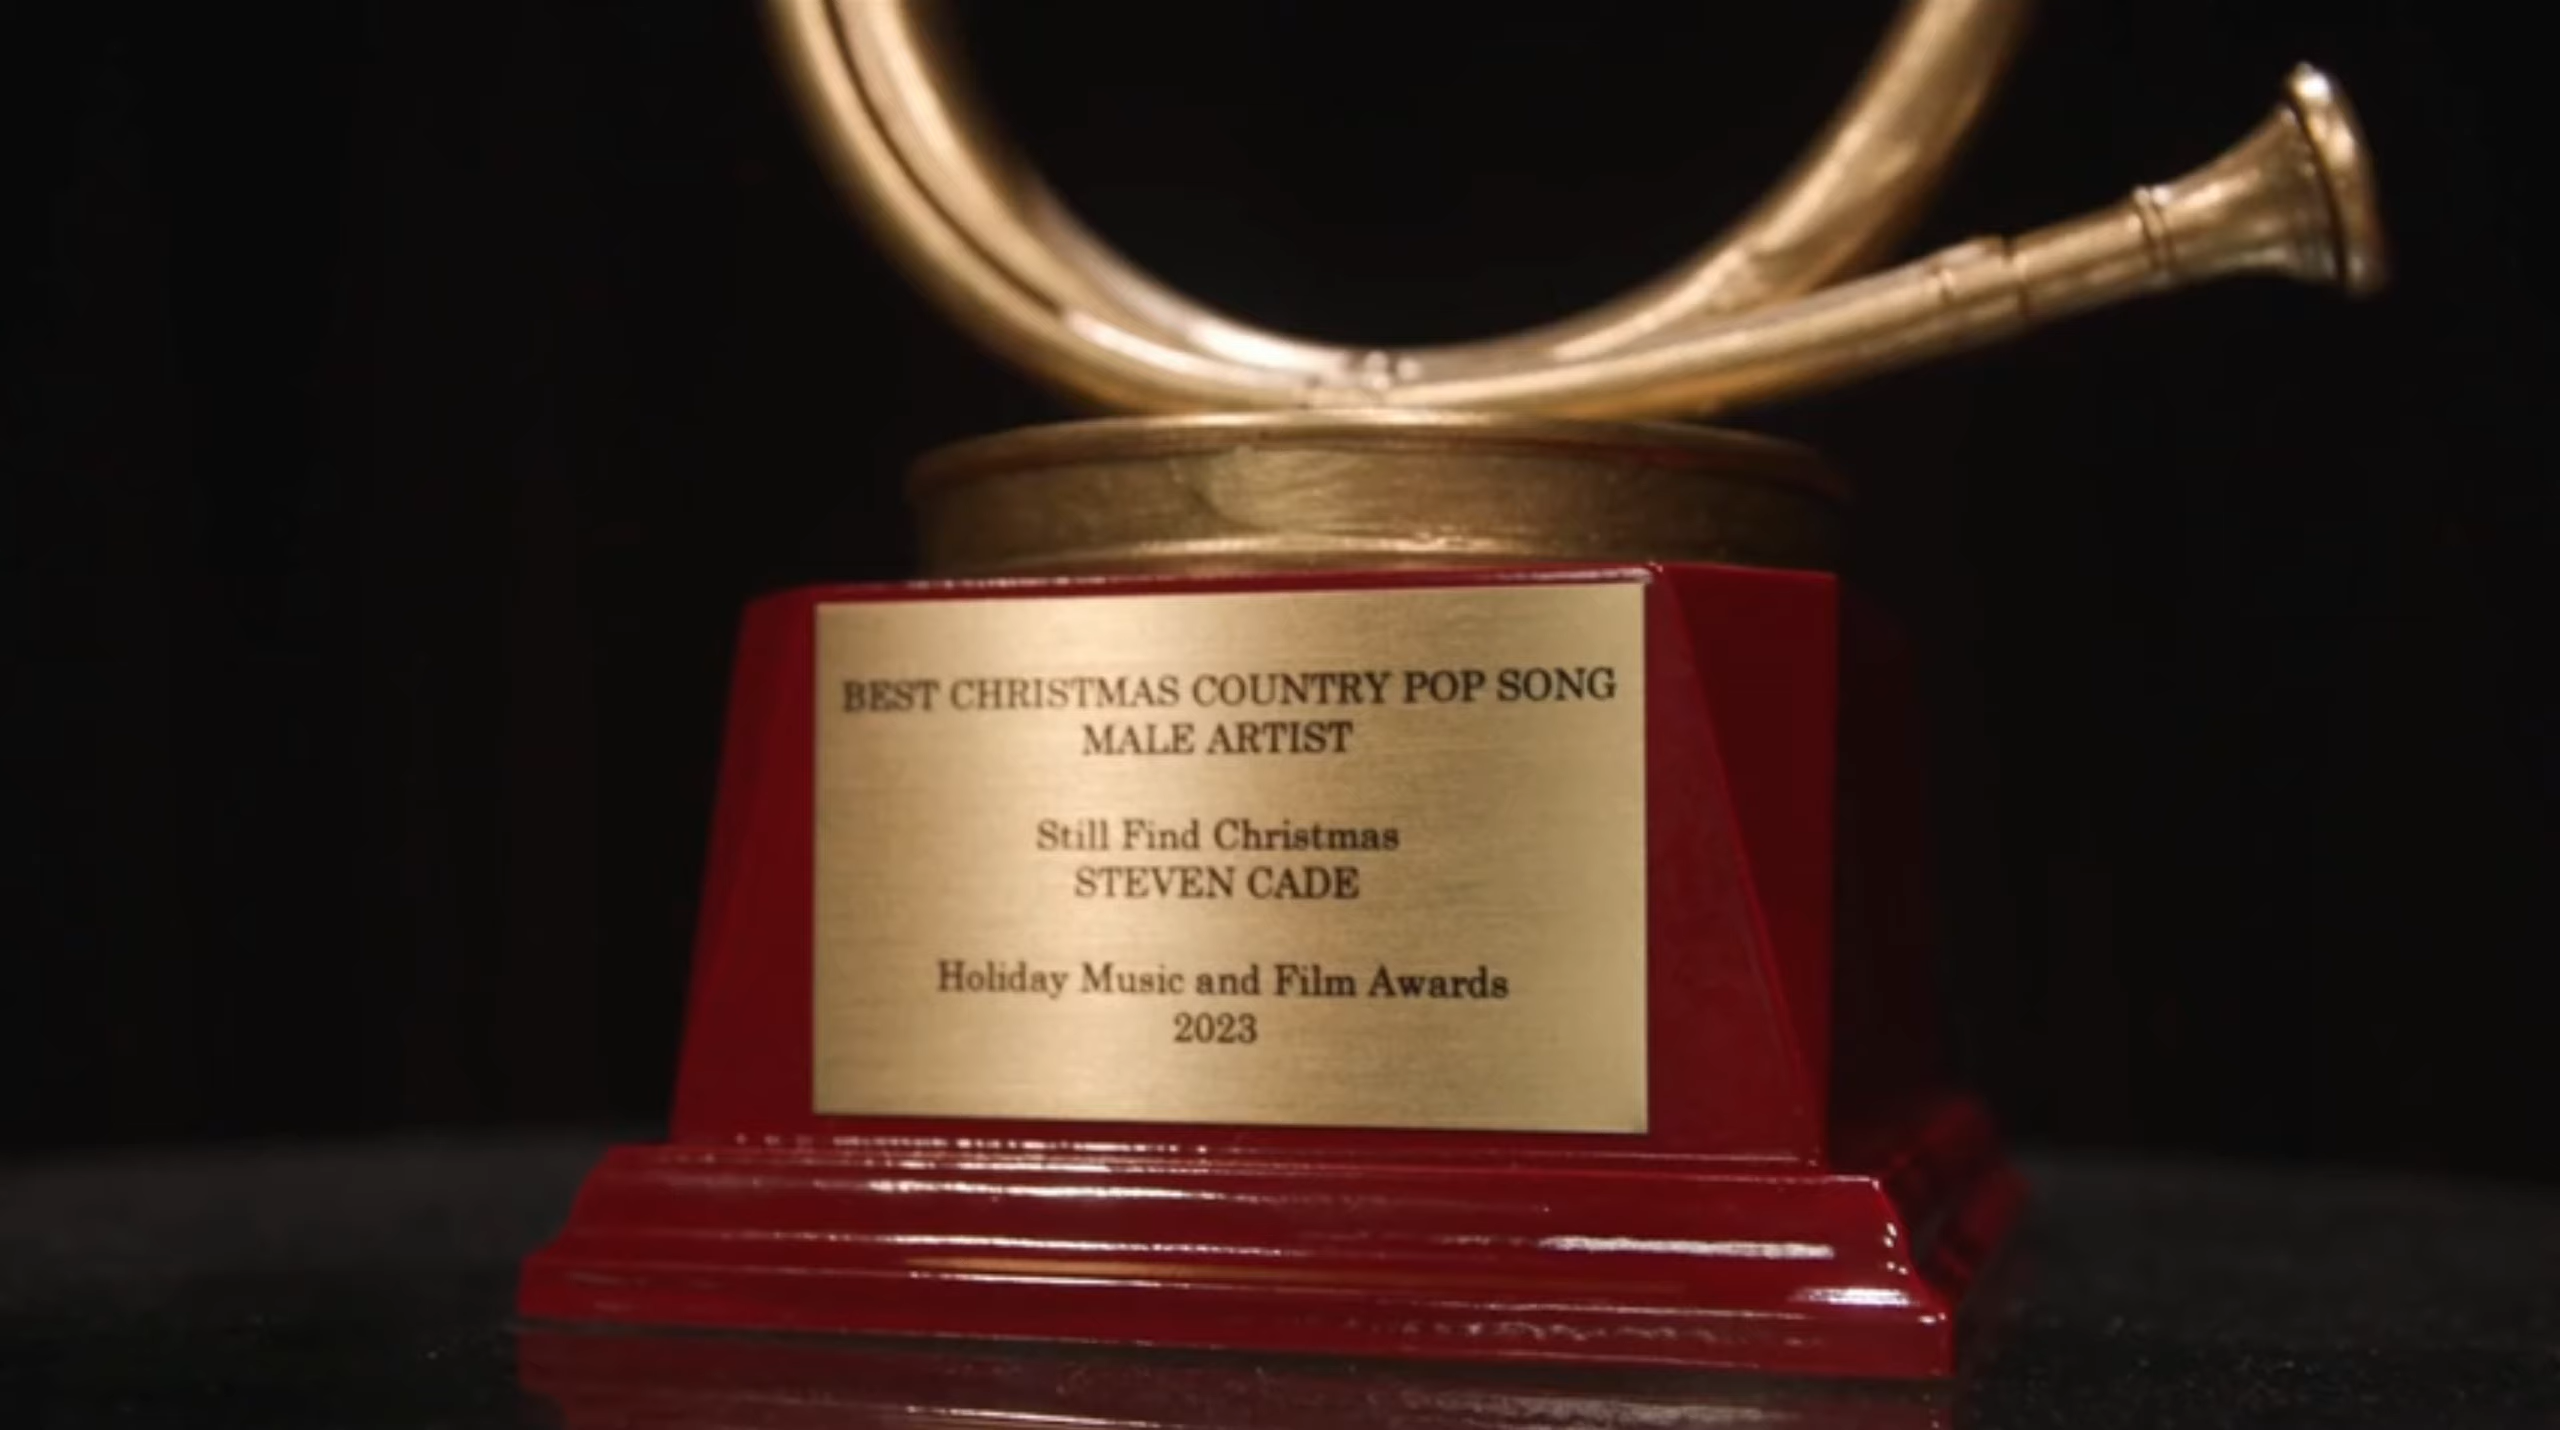 BEST CHRISTMAS COUNTRY POP SONG
MALE ARTIST
Still Find Christmas
STEVEN CADE
Holiday Music and Film Awards
2023